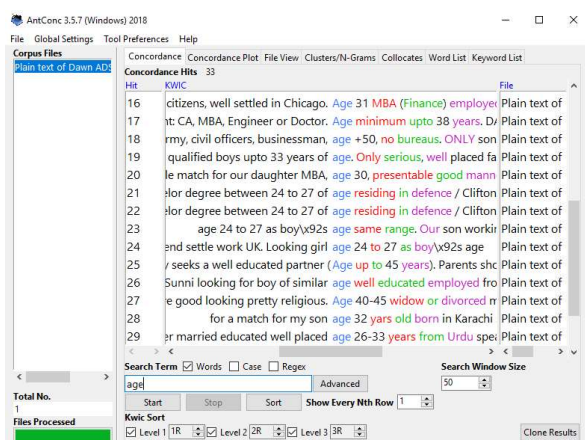 AntConc 3.5.7 (Windows) 2018
File Global Settings Tool Preferences Help
Corpus Files
Plain text of Dawn ADS
Concordance Concordance Plot File View Clusters/N-Grams Collocates Word List Keyword List
Concordance Hits 33
Hit KWIC File
16 citizens, well settled in Chicago. Age 31 MBA (Finance) employe Plain text of
17 nt: CA, MBA, Engineer or Doctor. Age minimum upto 38 years. DA Plain text of
18 rmy, civil officers, businessman, age +50, no bureaus. ONLY son Plain text of
19 qualified boys upto 33 years of age. Only serious, well placed fa Plain text of
20 le match for our daughter MBA, age 30, presentable good mann Plain text of
21 elor degree between 24 to 27 of age residing in defence / Clifton Plain text of
22 elor degree between 24 to 27 of age residing in defence / Clifton Plain text of
23 age 24 to 27 as boy\x92s age same range. Our son workir Plain text of
24 end settle work UK. Looking girl age 24 to 27 as boy\x92s age Plain text of
25 y seeks a well educated partner (Age up to 45 years). Parents sho Plain text of
26 Sunni looking for boy of similar age well educated employed fro Plain text of
27 e good looking pretty religious. Age 40-45 widow or divorced m Plain text of
28 for a match for my son age 32 yars old born in Karachi Plain text of
29 er married educated well placed age 26-33 years from Urdu spea Plain text of
Search Term Words Case Regex Search Window Size
age Advanced 50
Total No.
1
Start Stop Sort Show Every Nth Row 1
Files Processed
Kwic Sort
Level 1 1R Level 2 2R Level 3 3R Clone Results